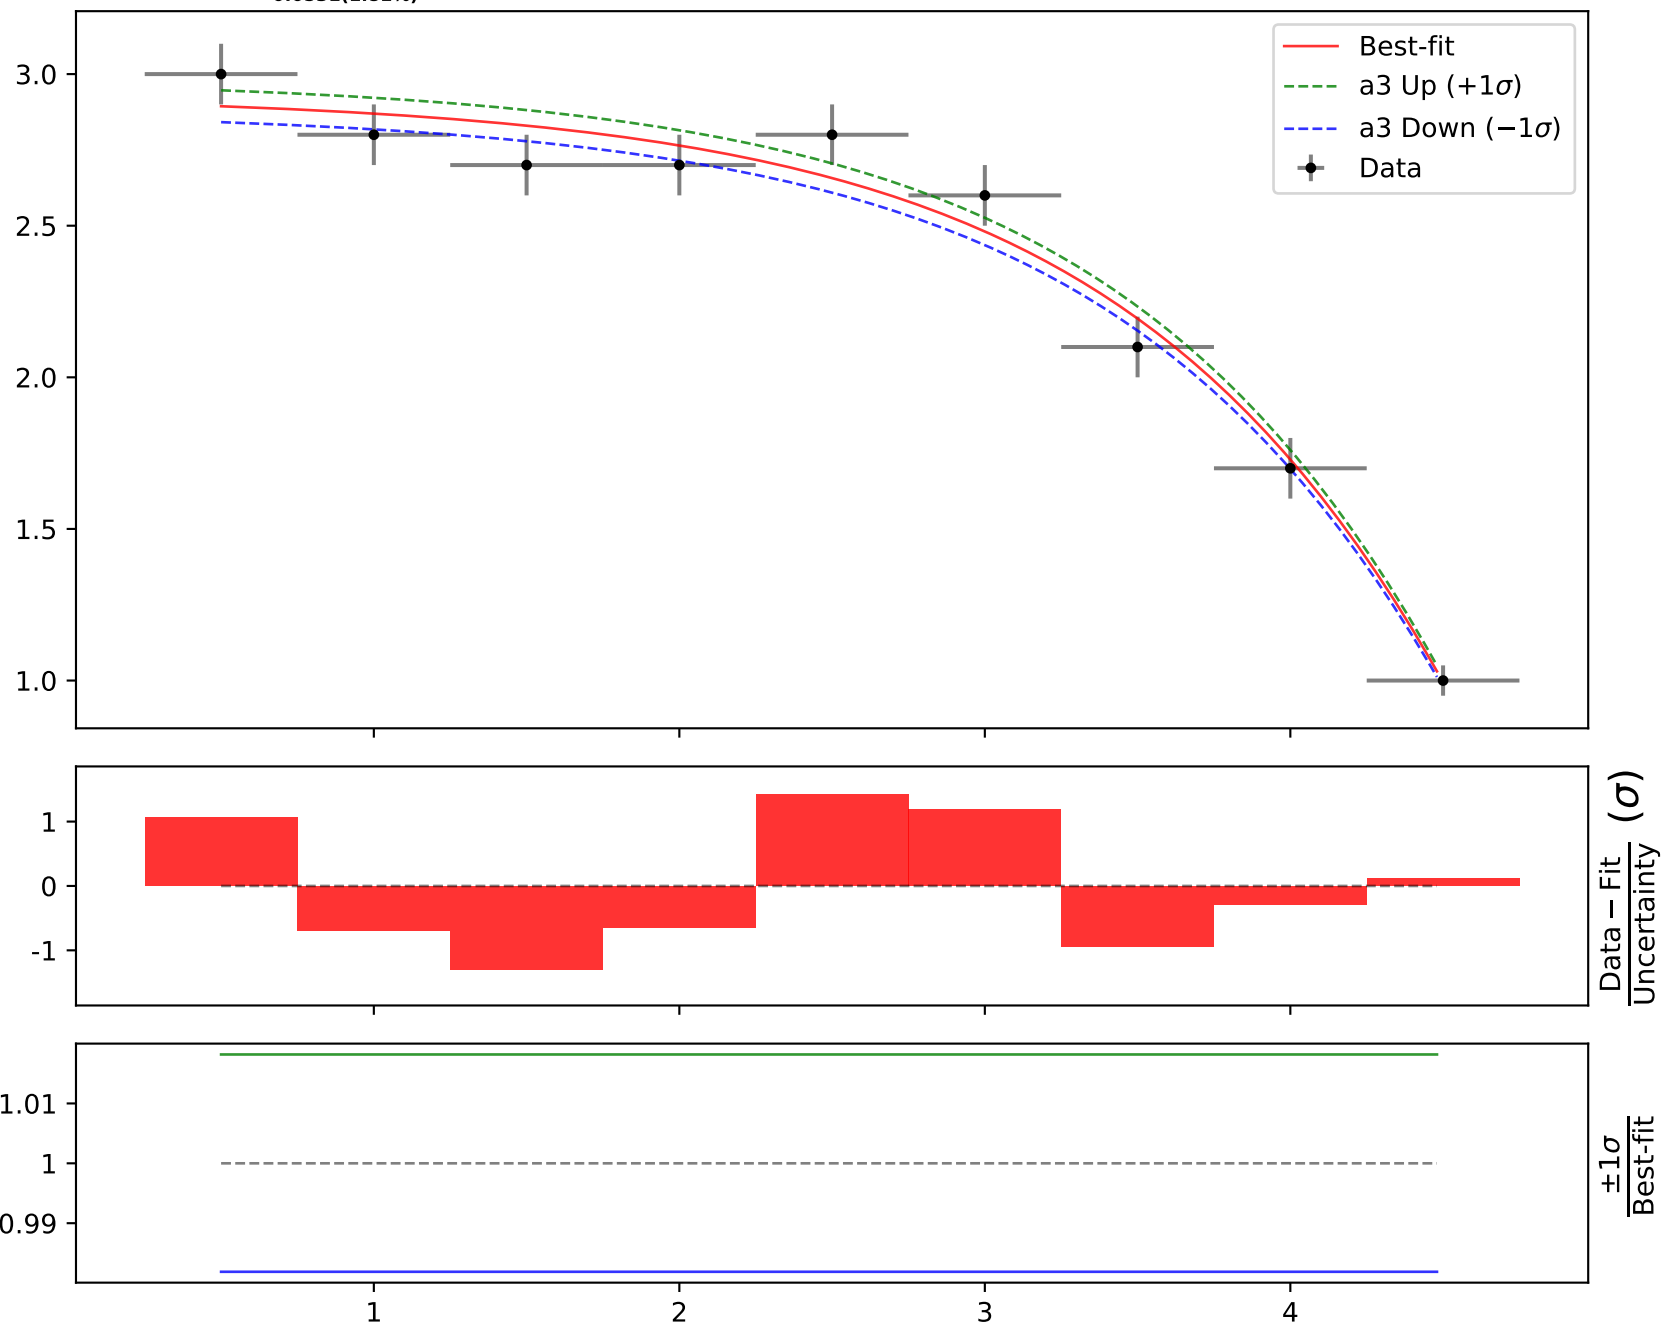 Best-fit
a3 Up (+1σ)
a3 Down (−1σ)
Data
3.0
2.5
2.0
1.5
1.0
1
0
-1
Data − Fit
Uncertainty
(σ)
1.01
1
0.99
±1σ
Best-fit
1 2 3 4